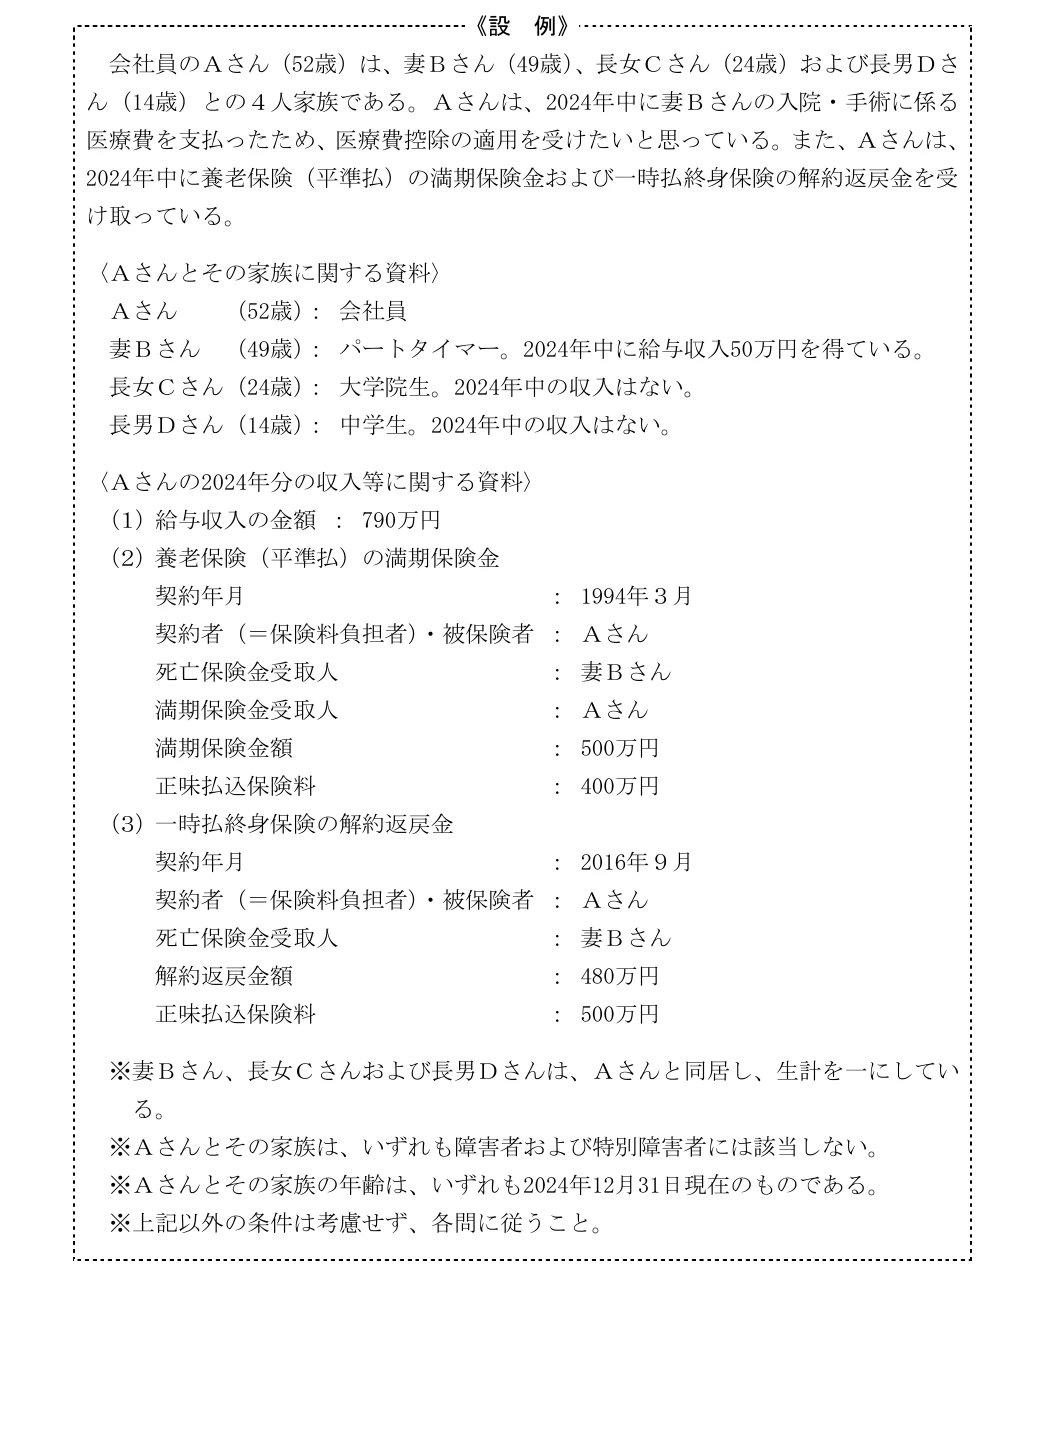 《設　例》
会社員のＡさん（52歳）は、妻Ｂさん（49歳）、長女Ｃさん（24歳）および長男Ｄさ
ん（14歳）との４人家族である。Ａさんは、2024年中に妻Ｂさんの入院・手術に係る
医療費を支払ったため、医療費控除の適用を受けたいと思っている。また、Ａさんは、
2024年中に養老保険（平準払）の満期保険金および一時払終身保険の解約返戻金を受
け取っている。
〈Ａさんとその家族に関する資料〉
Ａさん　　（52歳）：　会社員
妻Ｂさん　（49歳）：　パートタイマー。2024年中に給与収入50万円を得ている。
長女Ｃさん（24歳）：　大学院生。2024年中の収入はない。
長男Ｄさん（14歳）：　中学生。2024年中の収入はない。
〈Ａさんの2024年分の収入等に関する資料〉
（1）給与収入の金額　：　790万円
（2）養老保険（平準払）の満期保険金
契約年月　：　1994年３月
契約者（＝保険料負担者）・被保険者　：　Ａさん
死亡保険金受取人　：　妻Ｂさん
満期保険金受取人　：　Ａさん
満期保険金額　：　500万円
正味払込保険料　：　400万円
（3）一時払終身保険の解約返戻金
契約年月　：　2016年９月
契約者（＝保険料負担者）・被保険者　：　Ａさん
死亡保険金受取人　：　妻Ｂさん
解約返戻金額　：　480万円
正味払込保険料　：　500万円
※妻Ｂさん、長女Ｃさんおよび長男Ｄさんは、Ａさんと同居し、生計を一にしてい
る。
※Ａさんとその家族は、いずれも障害者および特別障害者には該当しない。
※Ａさんとその家族の年齢は、いずれも2024年12月31日現在のものである。
※上記以外の条件は考慮せず、各問に従うこと。